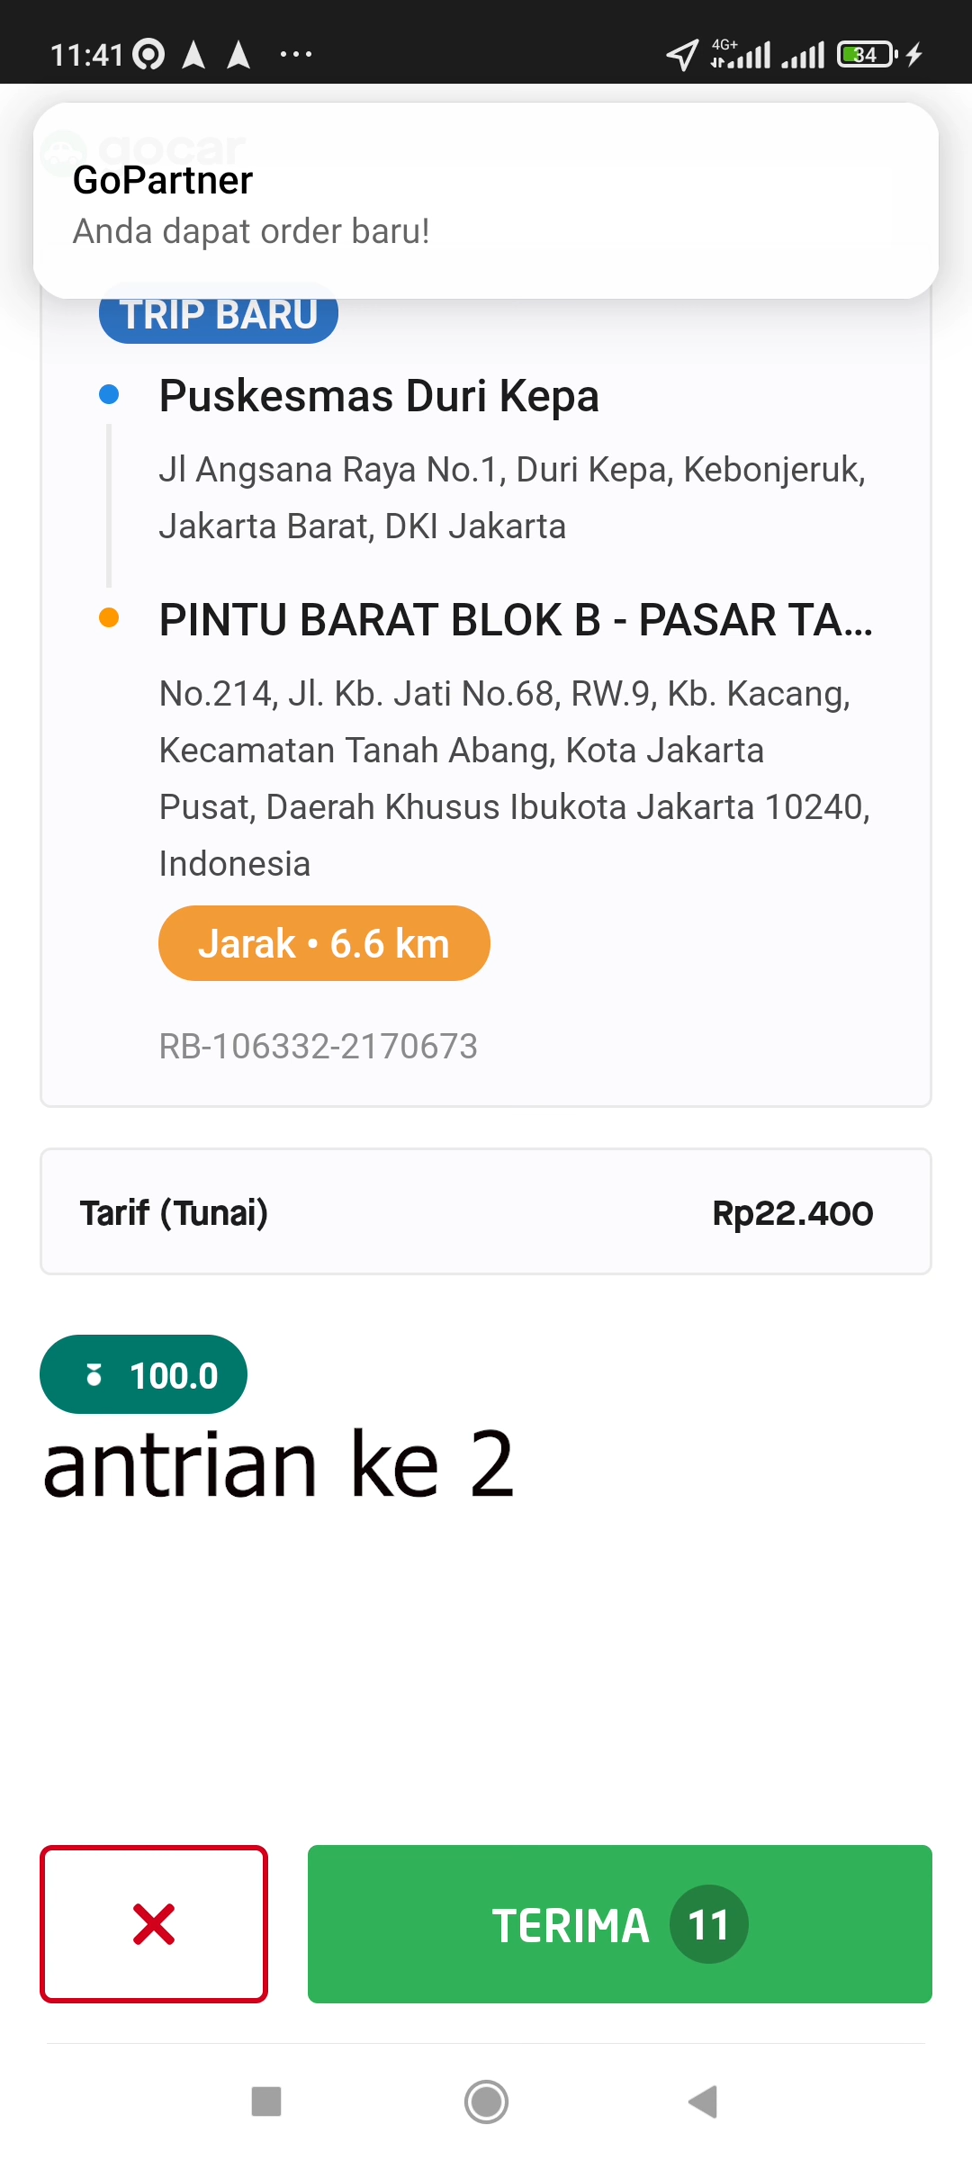 11:41
4G+
34
gocar
GoPartner
Anda dapat order baru!
TRIP BARU
Puskesmas Duri Kepa
Jl Angsana Raya No.1, Duri Kepa, Kebonjeruk,
Jakarta Barat, DKI Jakarta
PINTU BARAT BLOK B - PASAR TA...
No.214, Jl. Kb. Jati No.68, RW.9, Kb. Kacang,
Kecamatan Tanah Abang, Kota Jakarta
Pusat, Daerah Khusus Ibukota Jakarta 10240,
Indonesia
Jarak • 6.6 km
RB-106332-2170673
Tarif (Tunai) Rp22.400
100.0
antrian ke 2
TERIMA 11